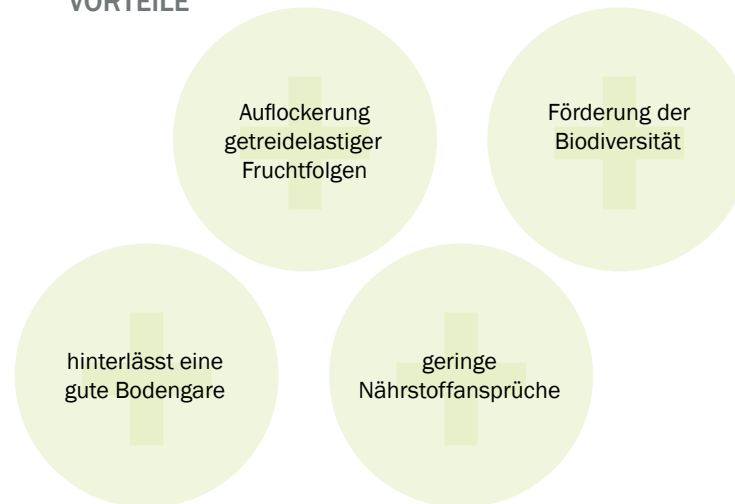 VORTEILE
Auflockerung
getreidelastiger
Fruchtfolgen
Förderung der
Biodiversität
hinterlässt eine
gute Bodengare
geringe
Nährstoffansprüche